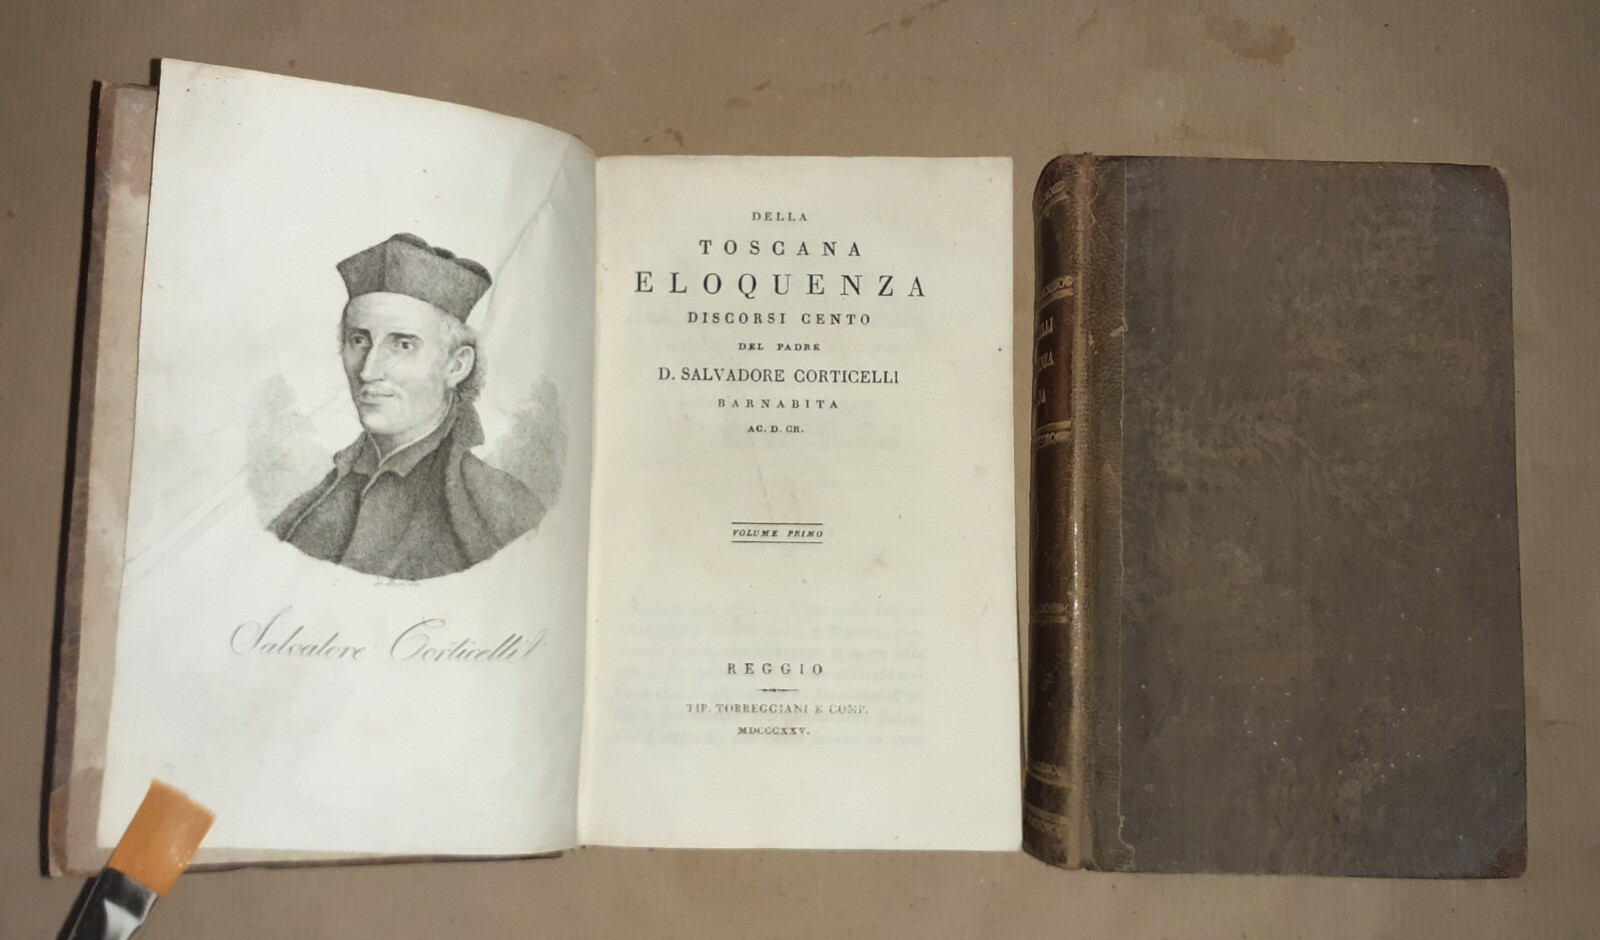 Salvatore Corticelli
DELLA
TOSCANA
ELOQUENZA
DISCORSI CENTO
DEL PADRE
D. SALVADORE CORTICELLI
BARNABITA
AC. D. CR.
VOLUME PRIMO
REGGIO
TIP. TORREGGIANI E COMP.
MDCCCXXV.